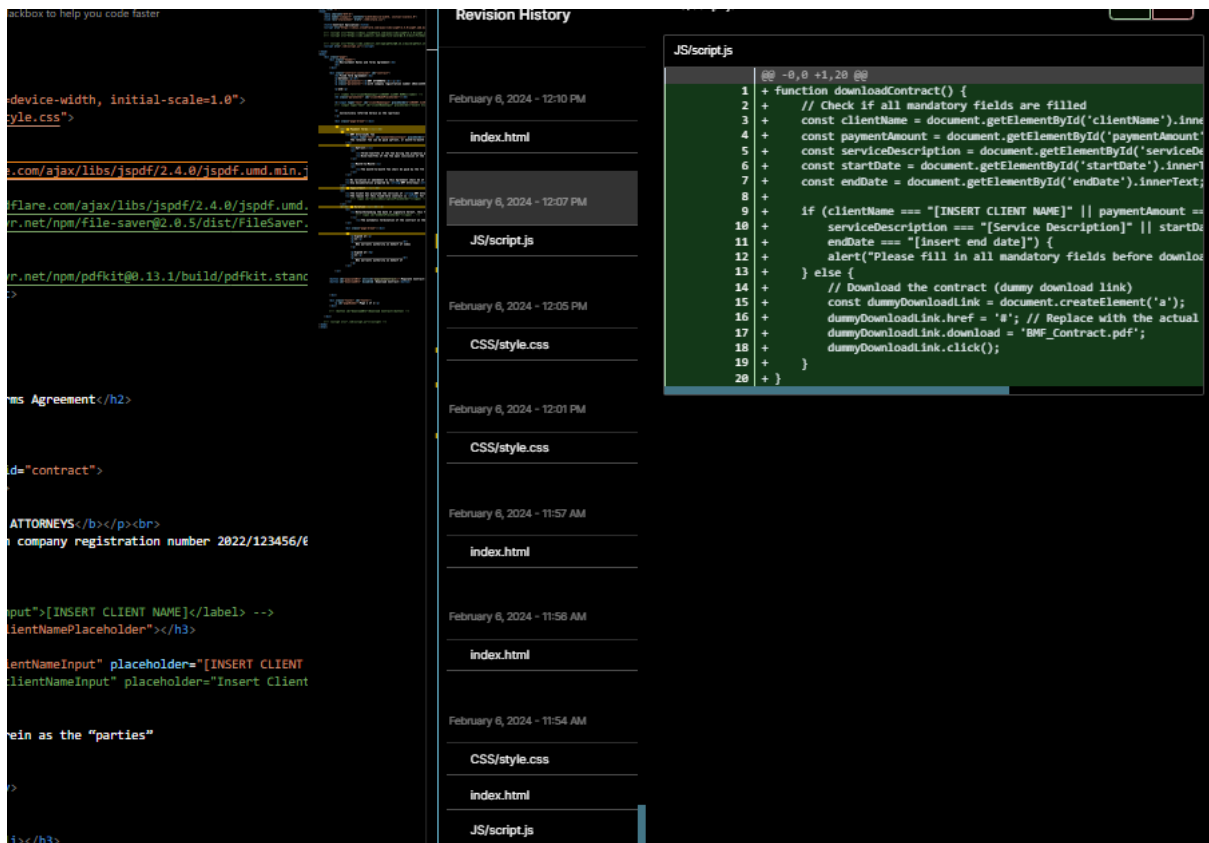 lackbox to help you code faster
=device-width, initial-scale=1.0">
tyle.css">
e.com/ajax/libs/jspdf/2.4.0/jspdf.umd.min.j
dflare.com/ajax/libs/jspdf/2.4.0/jspdf.umd.
vr.net/npm/file-saver@2.0.5/dist/FileSaver.
vr.net/npm/pdfkit@0.13.1/build/pdfkit.stand
rms Agreement</h2>
id="contract">
ATTORNEYS</b></p><br>
n company registration number 2022/123456/0
nput">[INSERT CLIENT NAME]</label> -->
lientNamePlaceholder"></h3>
lentNameInput" placeholder="[INSERT CLIENT
clientNameInput" placeholder="Insert Client
rein as the “parties”
i></h3>
Revision History
February 6, 2024 - 12:10 PM
index.html
February 6, 2024 - 12:07 PM
JS/script.js
February 6, 2024 - 12:05 PM
CSS/style.css
February 6, 2024 - 12:01 PM
CSS/style.css
February 6, 2024 - 11:57 AM
index.html
February 6, 2024 - 11:56 AM
index.html
February 6, 2024 - 11:54 AM
CSS/style.css
index.html
JS/script.js
JS/script.js
@@ -0,0 +1,20 @@
1 + function downloadContract() {
2 + // Check if all mandatory fields are filled
3 + const clientName = document.getElementById('clientName').inne
4 + const paymentAmount = document.getElementById('paymentAmount'
5 + const serviceDescription = document.getElementById('serviceDe
6 + const startDate = document.getElementById('startDate').innerT
7 + const endDate = document.getElementById('endDate').innerText;
8 +
9 + if (clientName === "[INSERT CLIENT NAME]" || paymentAmount ==
10 + serviceDescription === "[Service Description]" || startDa
11 + endDate === "[insert end date]") {
12 + alert("Please fill in all mandatory fields before downloa
13 + } else {
14 + // Download the contract (dummy download link)
15 + const dummyDownloadLink = document.createElement('a');
16 + dummyDownloadLink.href = '#'; // Replace with the actual
17 + dummyDownloadLink.download = 'BMF_Contract.pdf';
18 + dummyDownloadLink.click();
19 + }
20 + }